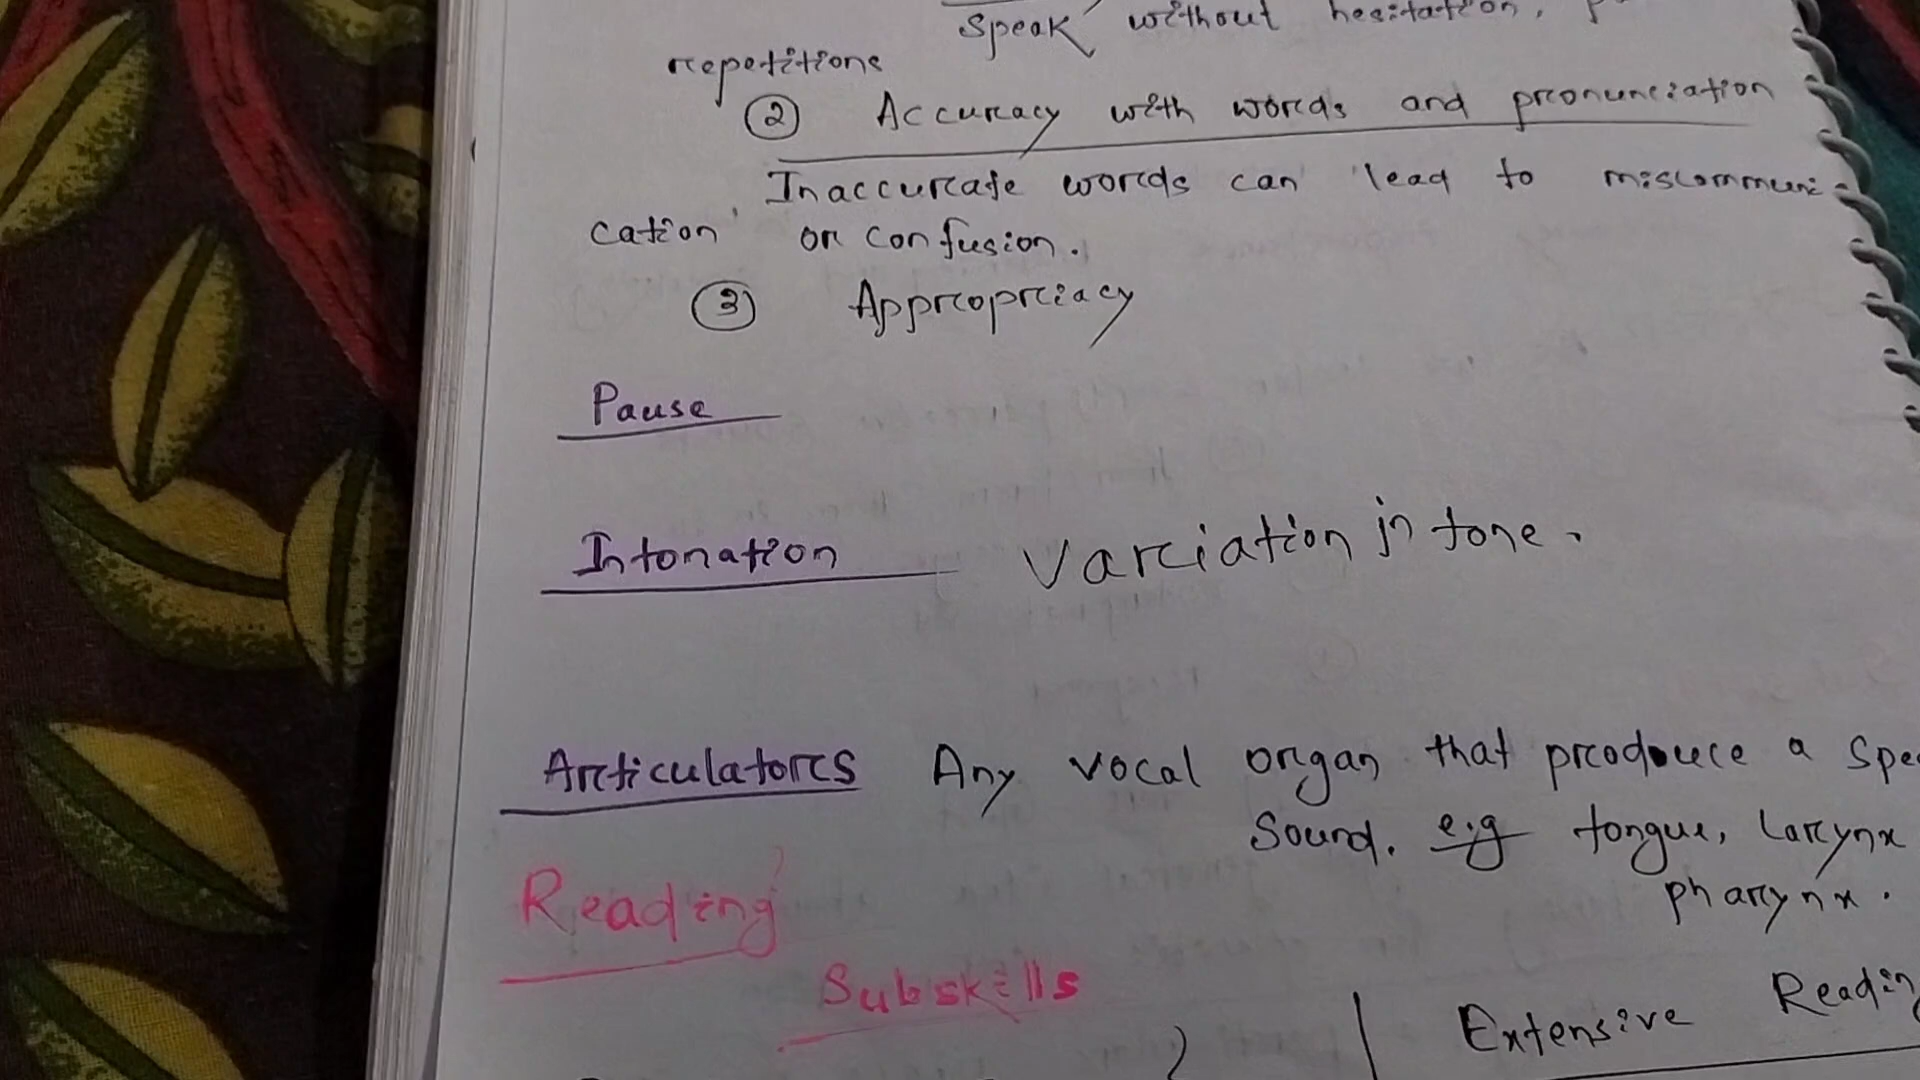 Speak without hesitation,
repetitions
② Accuracy with words and pronunciation
Inaccurate words can lead to miscommuni-
cation or confusion.
③ Appropriacy
Pause
Intonation Variation in tone.
Articulators Any vocal organ that produce a
Sound. e.g tongue, larynx
pharynx.
Reading
Subskills
Extensive Reading